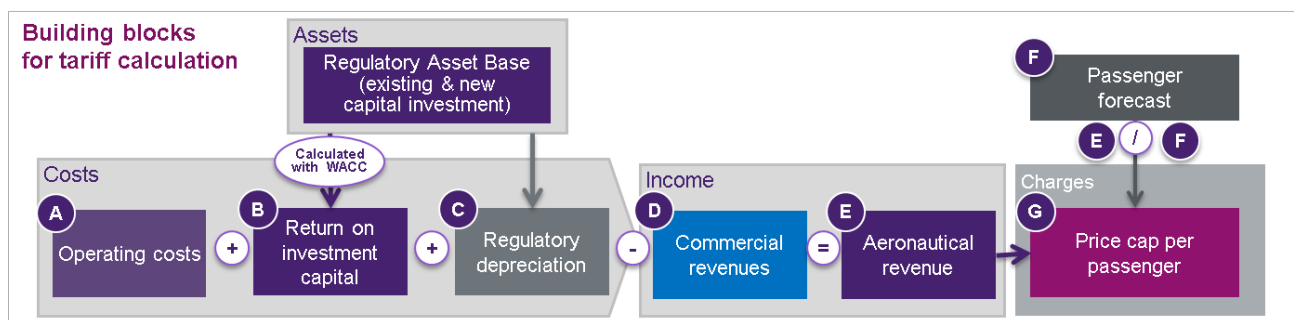 Building blocks
for tariff calculation
Assets
Regulatory Asset Base
(existing & new
capital investment)
Calculated
with WACC
F
Passenger
forecast
E / F
Costs
A
Operating costs
+
B
Return on
investment
capital
+
C
Regulatory
depreciation
-
Income
D
Commercial
revenues
=
E
Aeronautical
revenue
Charges
G
Price cap per
passenger